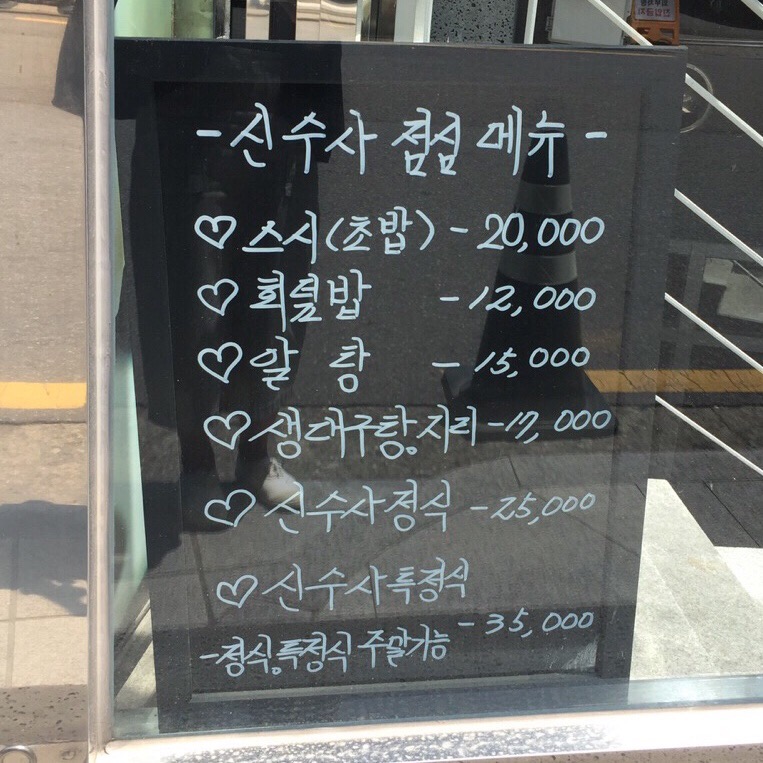 - 신수사 점심 메뉴 -
♡ 스시(초밥) - 20,000
♡ 회덮밥 - 12,000
♡ 알 탕 - 15,000
♡ 생대구탕.지리 - 17,000
♡ 신수사정식 - 25,000
♡ 신수사특정식
- 35,000
- 정식.특정식 주말가능